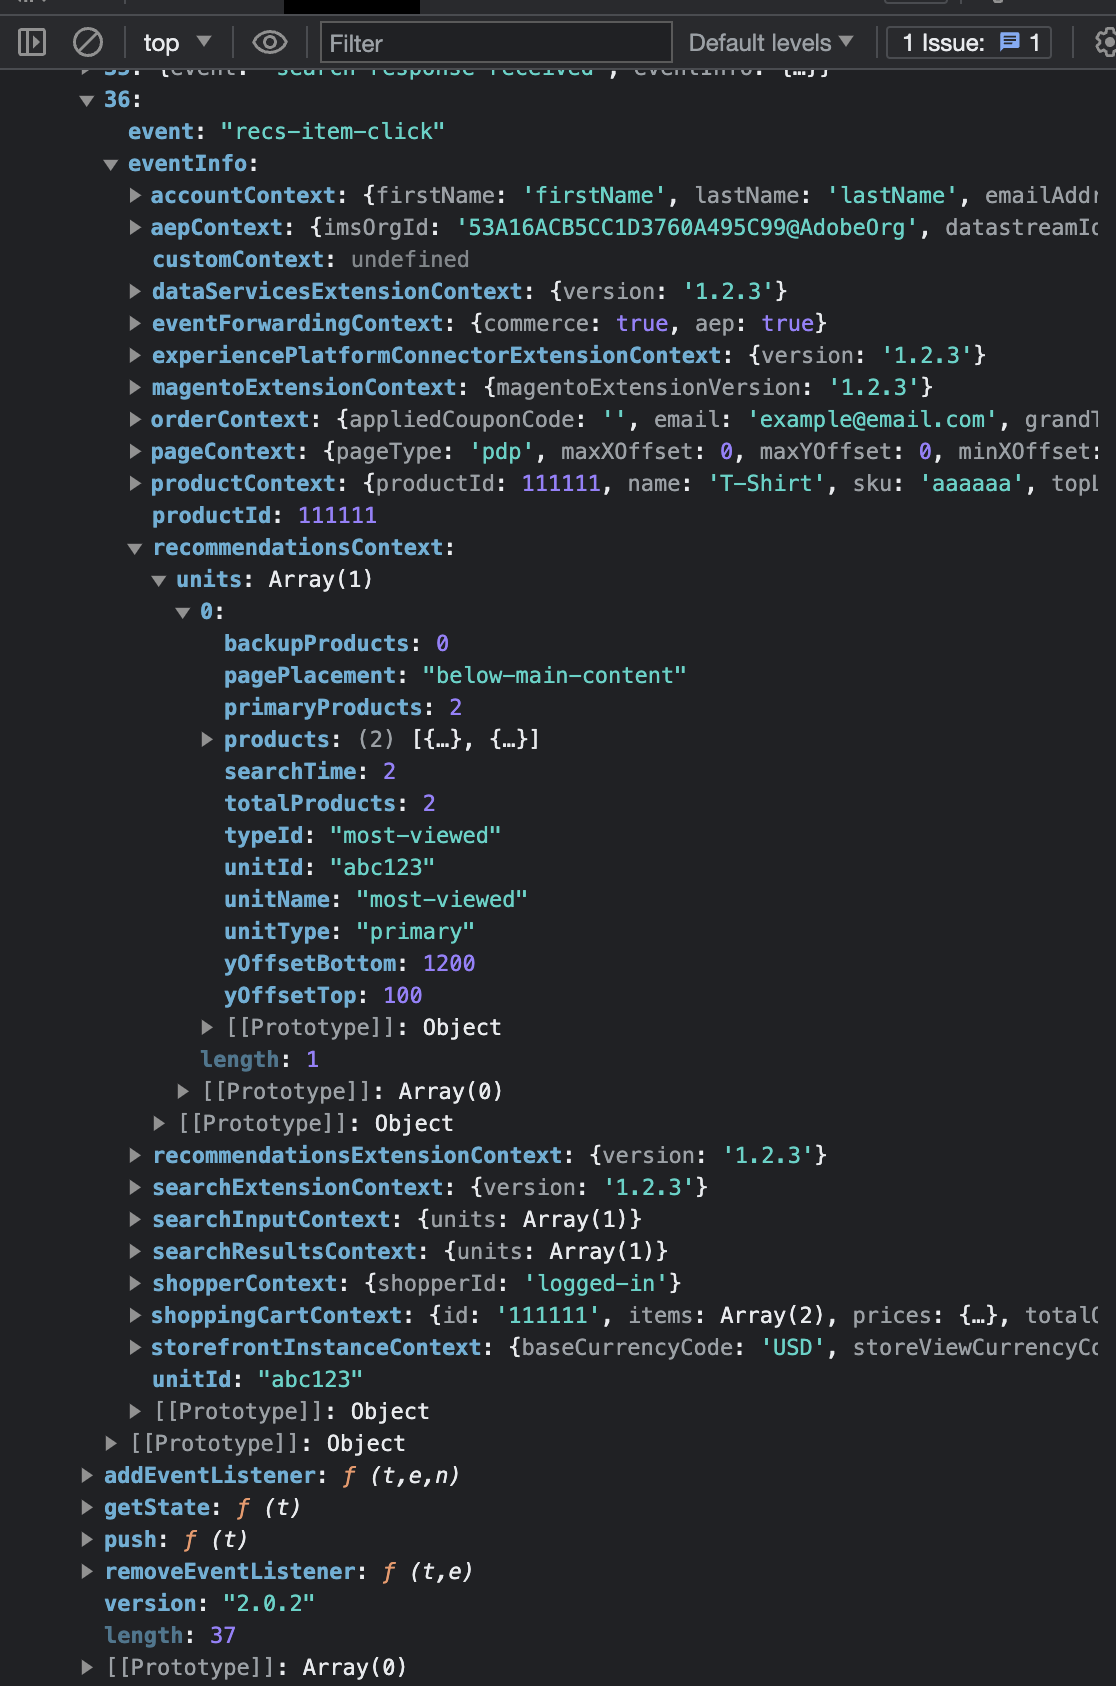 top
Filter
Default levels
1 Issue: 1
35: {event: "search-response-received", eventInfo: {…}}
36:
event: "recs-item-click"
eventInfo:
accountContext: {firstName: 'firstName', lastName: 'lastName', emailAddr
aepContext: {imsOrgId: '53A16ACB5CC1D3760A495C99@AdobeOrg', datastreamId
customContext: undefined
dataServicesExtensionContext: {version: '1.2.3'}
eventForwardingContext: {commerce: true, aep: true}
experiencePlatformConnectorExtensionContext: {version: '1.2.3'}
magentoExtensionContext: {magentoExtensionVersion: '1.2.3'}
orderContext: {appliedCouponCode: '', email: 'example@email.com', grandT
pageContext: {pageType: 'pdp', maxXOffset: 0, maxYOffset: 0, minXOffset:
productContext: {productId: 111111, name: 'T-Shirt', sku: 'aaaaaa', topL
productId: 111111
recommendationsContext:
units: Array(1)
0:
backupProducts: 0
pagePlacement: "below-main-content"
primaryProducts: 2
products: (2) [{…}, {…}]
searchTime: 2
totalProducts: 2
typeId: "most-viewed"
unitId: "abc123"
unitName: "most-viewed"
unitType: "primary"
yOffsetBottom: 1200
yOffsetTop: 100
[[Prototype]]: Object
length: 1
[[Prototype]]: Array(0)
[[Prototype]]: Object
recommendationsExtensionContext: {version: '1.2.3'}
searchExtensionContext: {version: '1.2.3'}
searchInputContext: {units: Array(1)}
searchResultsContext: {units: Array(1)}
shopperContext: {shopperId: 'logged-in'}
shoppingCartContext: {id: '111111', items: Array(2), prices: {…}, totalQ
storefrontInstanceContext: {baseCurrencyCode: 'USD', storeViewCurrencyCo
unitId: "abc123"
[[Prototype]]: Object
[[Prototype]]: Object
addEventListener: ƒ (t,e,n)
getState: ƒ (t)
push: ƒ (t)
removeEventListener: ƒ (t,e)
version: "2.0.2"
length: 37
[[Prototype]]: Array(0)